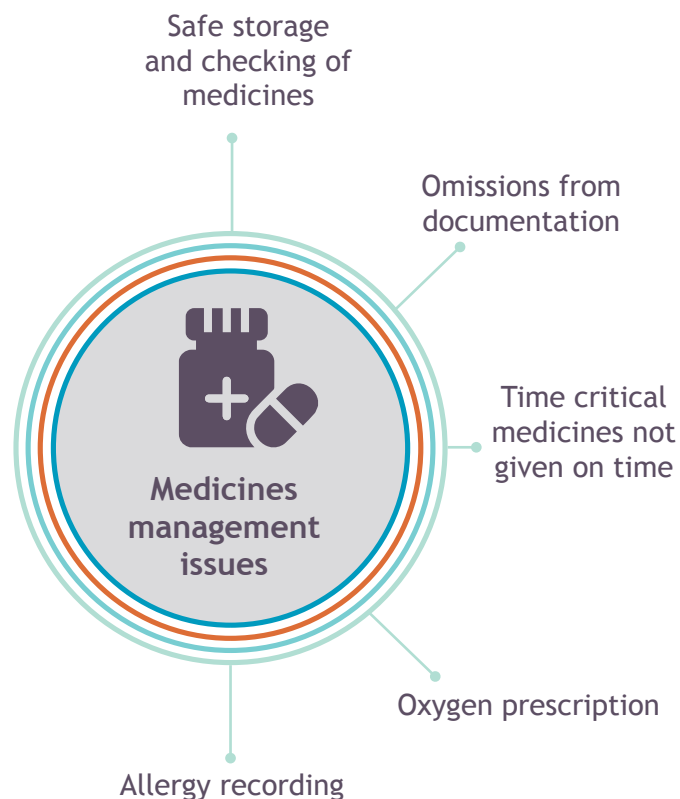 Safe storage
and checking of
medicines
Omissions from
documentation
Time critical
medicines not
given on time
Medicines
management
issues
Oxygen prescription
Allergy recording